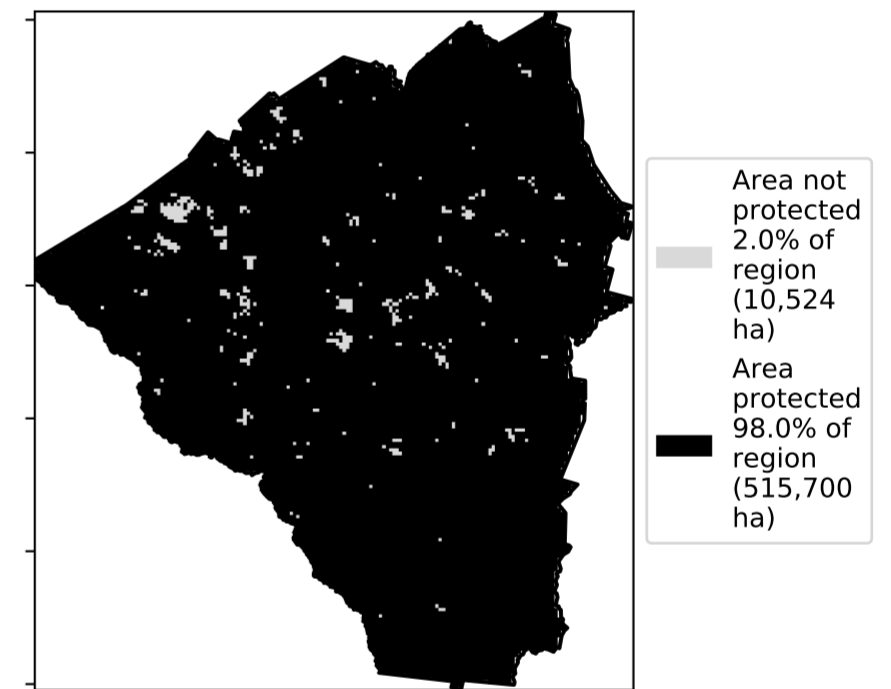 Area not
protected
2.0% of
region
(10,524
ha)
Area
protected
98.0% of
region
(515,700
ha)